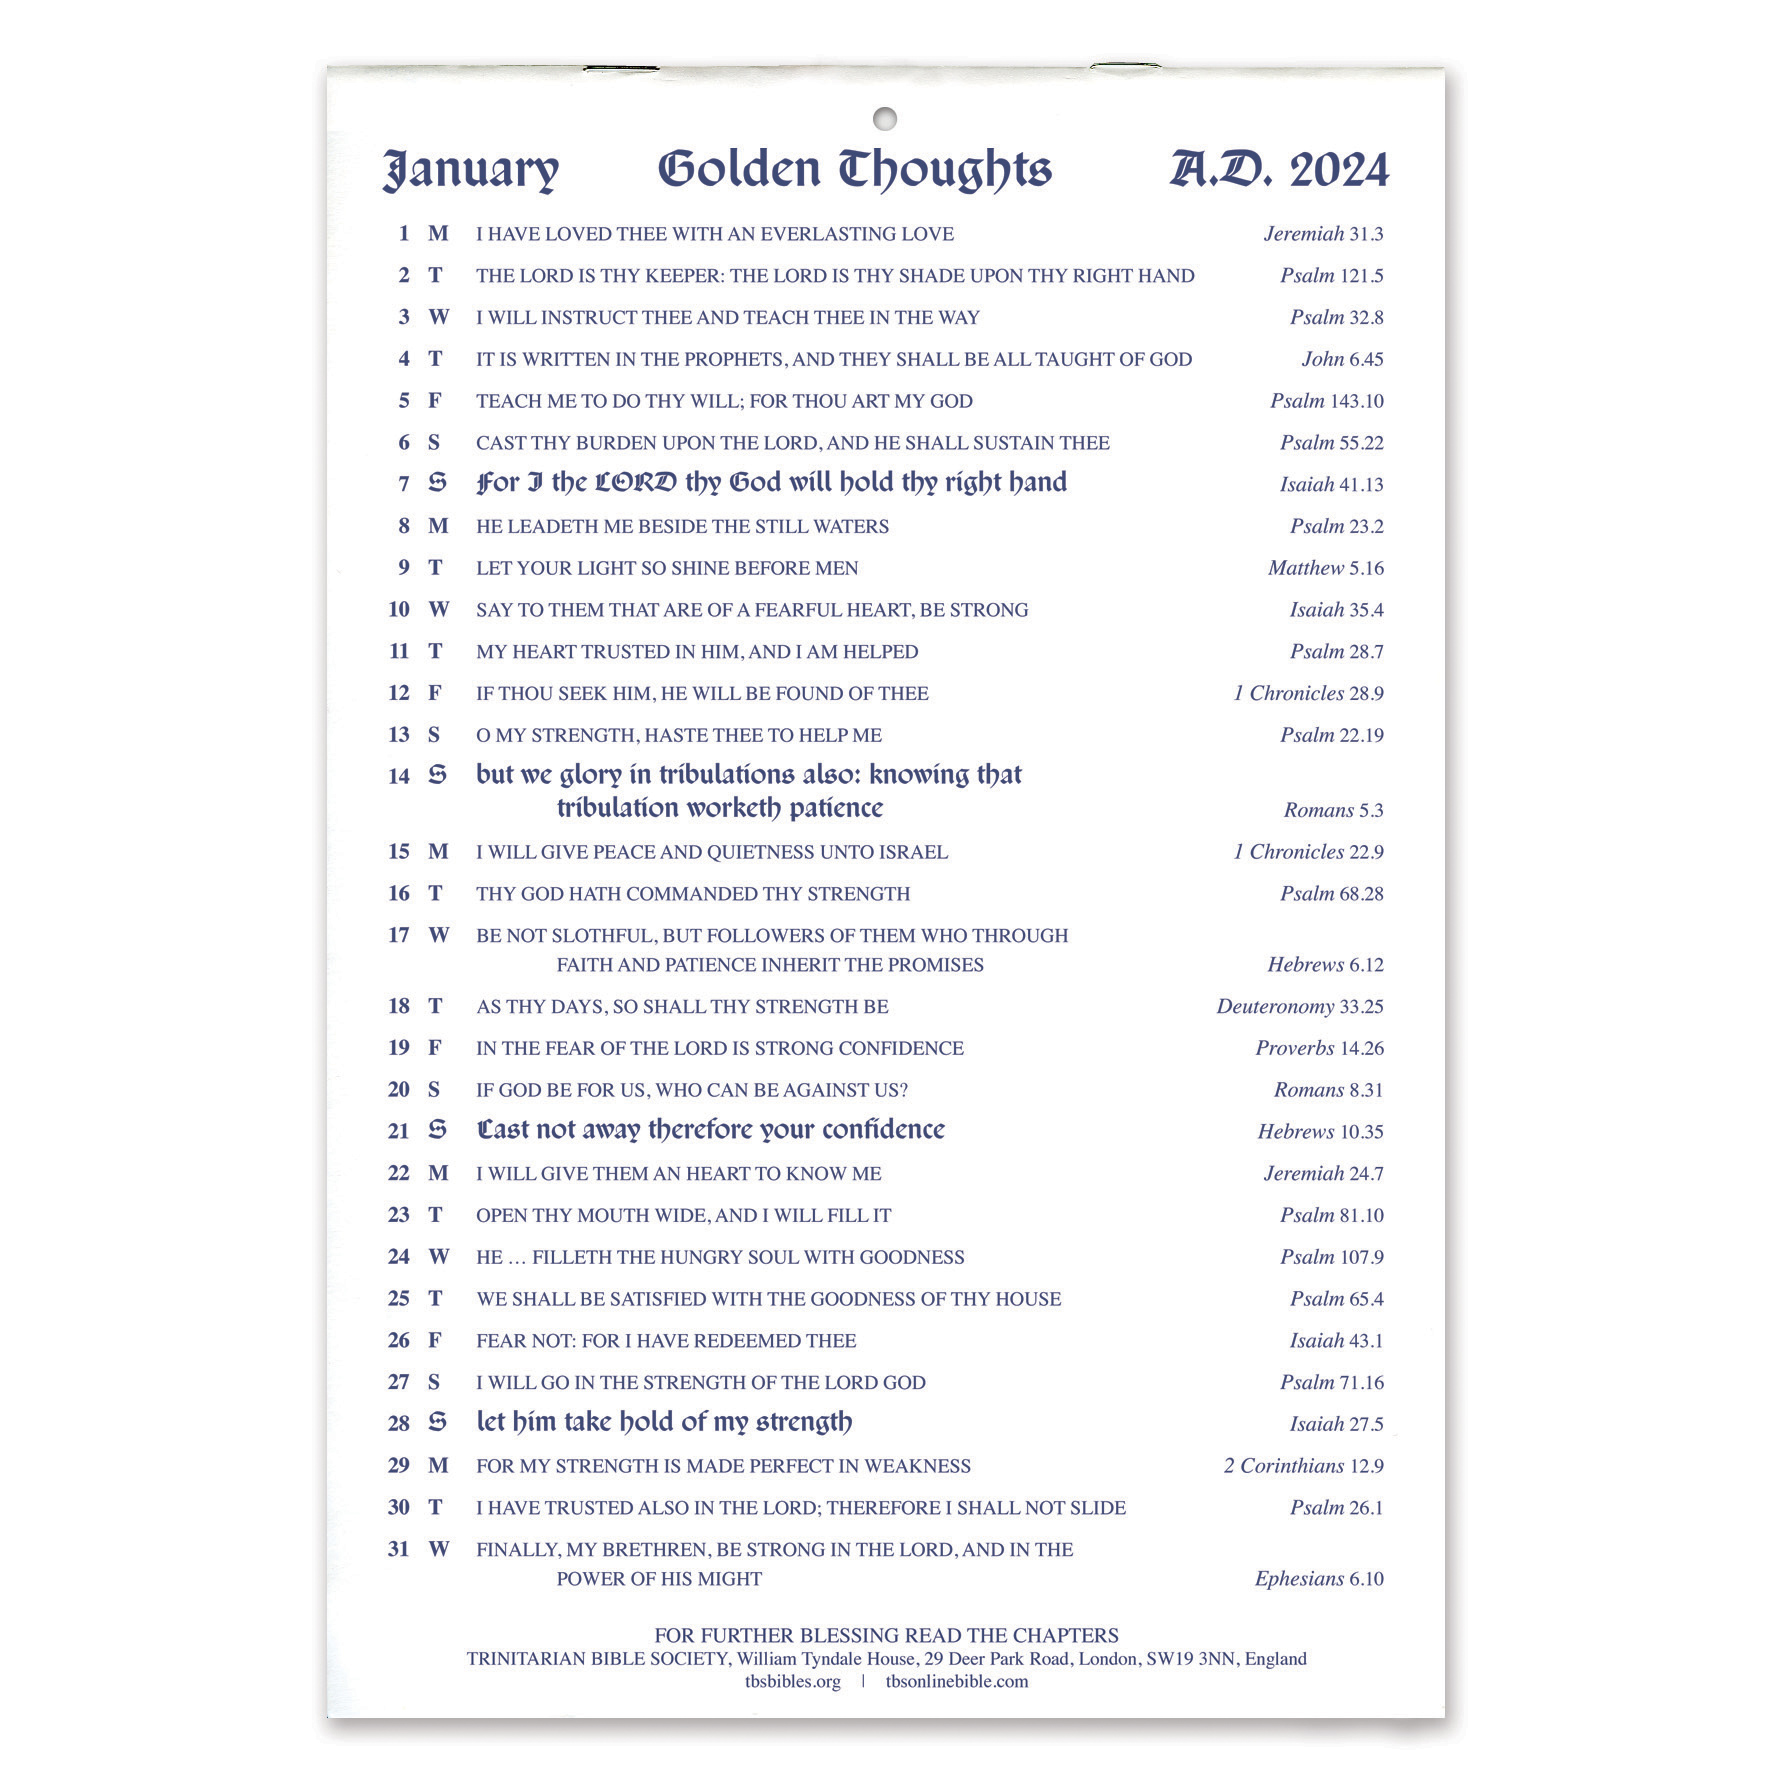 January Golden Thoughts A.D. 2024
1 M I HAVE LOVED THEE WITH AN EVERLASTING LOVE Jeremiah 31.3
2 T THE LORD IS THY KEEPER: THE LORD IS THY SHADE UPON THY RIGHT HAND Psalm 121.5
3 W I WILL INSTRUCT THEE AND TEACH THEE IN THE WAY Psalm 32.8
4 T IT IS WRITTEN IN THE PROPHETS, AND THEY SHALL BE ALL TAUGHT OF GOD John 6.45
5 F TEACH ME TO DO THY WILL; FOR THOU ART MY GOD Psalm 143.10
6 S CAST THY BURDEN UPON THE LORD, AND HE SHALL SUSTAIN THEE Psalm 55.22
7 S For I the LORD thy God will hold thy right hand Isaiah 41.13
8 M HE LEADETH ME BESIDE THE STILL WATERS Psalm 23.2
9 T LET YOUR LIGHT SO SHINE BEFORE MEN Matthew 5.16
10 W SAY TO THEM THAT ARE OF A FEARFUL HEART, BE STRONG Isaiah 35.4
11 T MY HEART TRUSTED IN HIM, AND I AM HELPED Psalm 28.7
12 F IF THOU SEEK HIM, HE WILL BE FOUND OF THEE 1 Chronicles 28.9
13 S O MY STRENGTH, HASTE THEE TO HELP ME Psalm 22.19
14 S but we glory in tribulations also: knowing that
tribulation worketh patience Romans 5.3
15 M I WILL GIVE PEACE AND QUIETNESS UNTO ISRAEL 1 Chronicles 22.9
16 T THY GOD HATH COMMANDED THY STRENGTH Psalm 68.28
17 W BE NOT SLOTHFUL, BUT FOLLOWERS OF THEM WHO THROUGH
FAITH AND PATIENCE INHERIT THE PROMISES Hebrews 6.12
18 T AS THY DAYS, SO SHALL THY STRENGTH BE Deuteronomy 33.25
19 F IN THE FEAR OF THE LORD IS STRONG CONFIDENCE Proverbs 14.26
20 S IF GOD BE FOR US, WHO CAN BE AGAINST US? Romans 8.31
21 S Cast not away therefore your confidence Hebrews 10.35
22 M I WILL GIVE THEM AN HEART TO KNOW ME Jeremiah 24.7
23 T OPEN THY MOUTH WIDE, AND I WILL FILL IT Psalm 81.10
24 W HE … FILLETH THE HUNGRY SOUL WITH GOODNESS Psalm 107.9
25 T WE SHALL BE SATISFIED WITH THE GOODNESS OF THY HOUSE Psalm 65.4
26 F FEAR NOT: FOR I HAVE REDEEMED THEE Isaiah 43.1
27 S I WILL GO IN THE STRENGTH OF THE LORD GOD Psalm 71.16
28 S let him take hold of my strength Isaiah 27.5
29 M FOR MY STRENGTH IS MADE PERFECT IN WEAKNESS 2 Corinthians 12.9
30 T I HAVE TRUSTED ALSO IN THE LORD; THEREFORE I SHALL NOT SLIDE Psalm 26.1
31 W FINALLY, MY BRETHREN, BE STRONG IN THE LORD, AND IN THE
POWER OF HIS MIGHT Ephesians 6.10
FOR FURTHER BLESSING READ THE CHAPTERS
TRINITARIAN BIBLE SOCIETY, William Tyndale House, 29 Deer Park Road, London, SW19 3NN, England
tbsbibles.org | tbsonlinebible.com